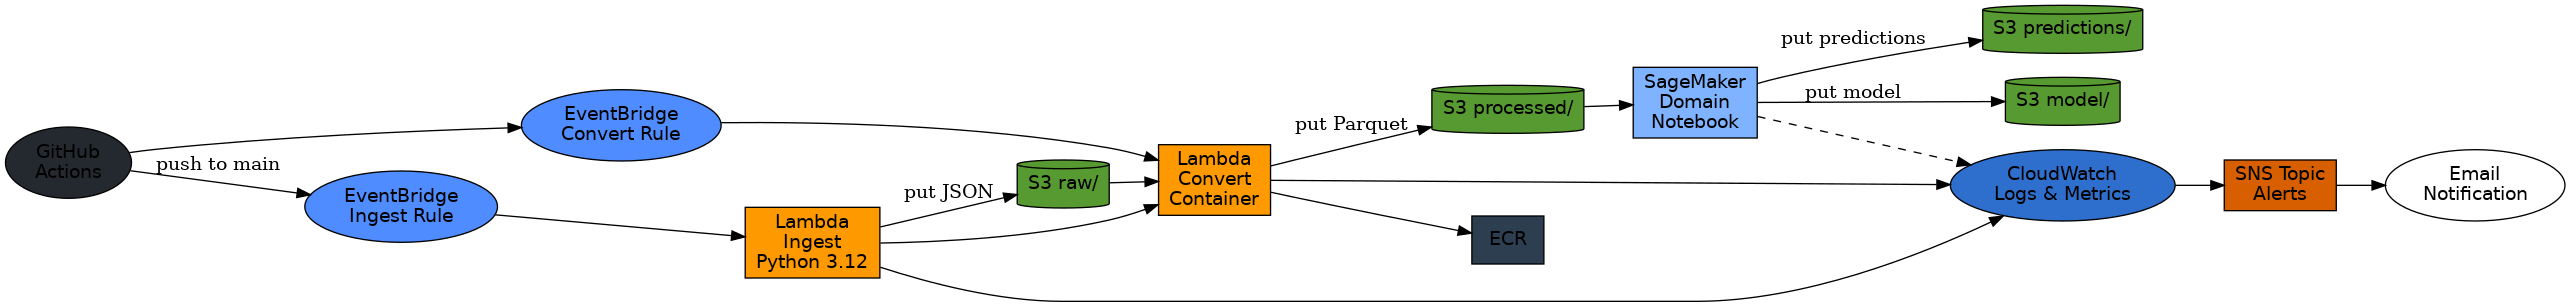 GitHub
Actions
push to main
EventBridge
Convert Rule
EventBridge
Ingest Rule
Lambda
Ingest
Python 3.12
put JSON
S3 raw/
Lambda
Convert
Container
put Parquet
S3 processed/
ECR
SageMaker
Domain
Notebook
put predictions
put model
S3 predictions/
S3 model/
CloudWatch
Logs & Metrics
SNS Topic
Alerts
Email
Notification